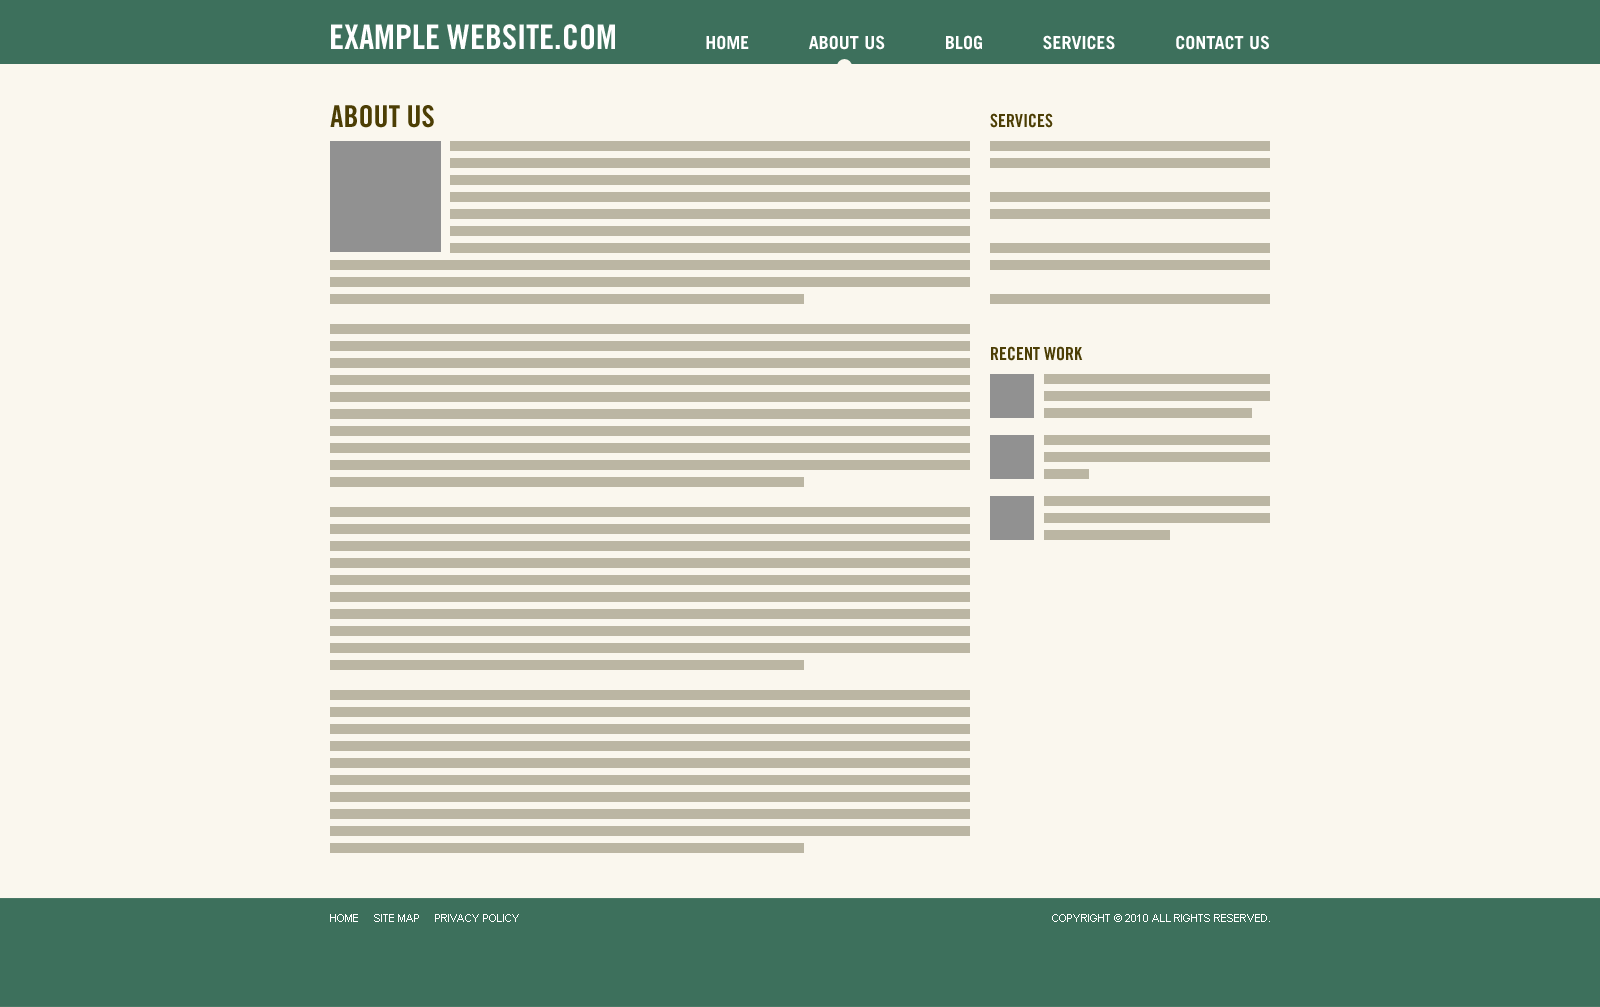 EXAMPLE WEBSITE.COM
HOME ABOUT US BLOG SERVICES CONTACT US
ABOUT US
SERVICES
RECENT WORK
HOME SITE MAP PRIVACY POLICY
COPYRIGHT © 2010 ALL RIGHTS RESERVED.